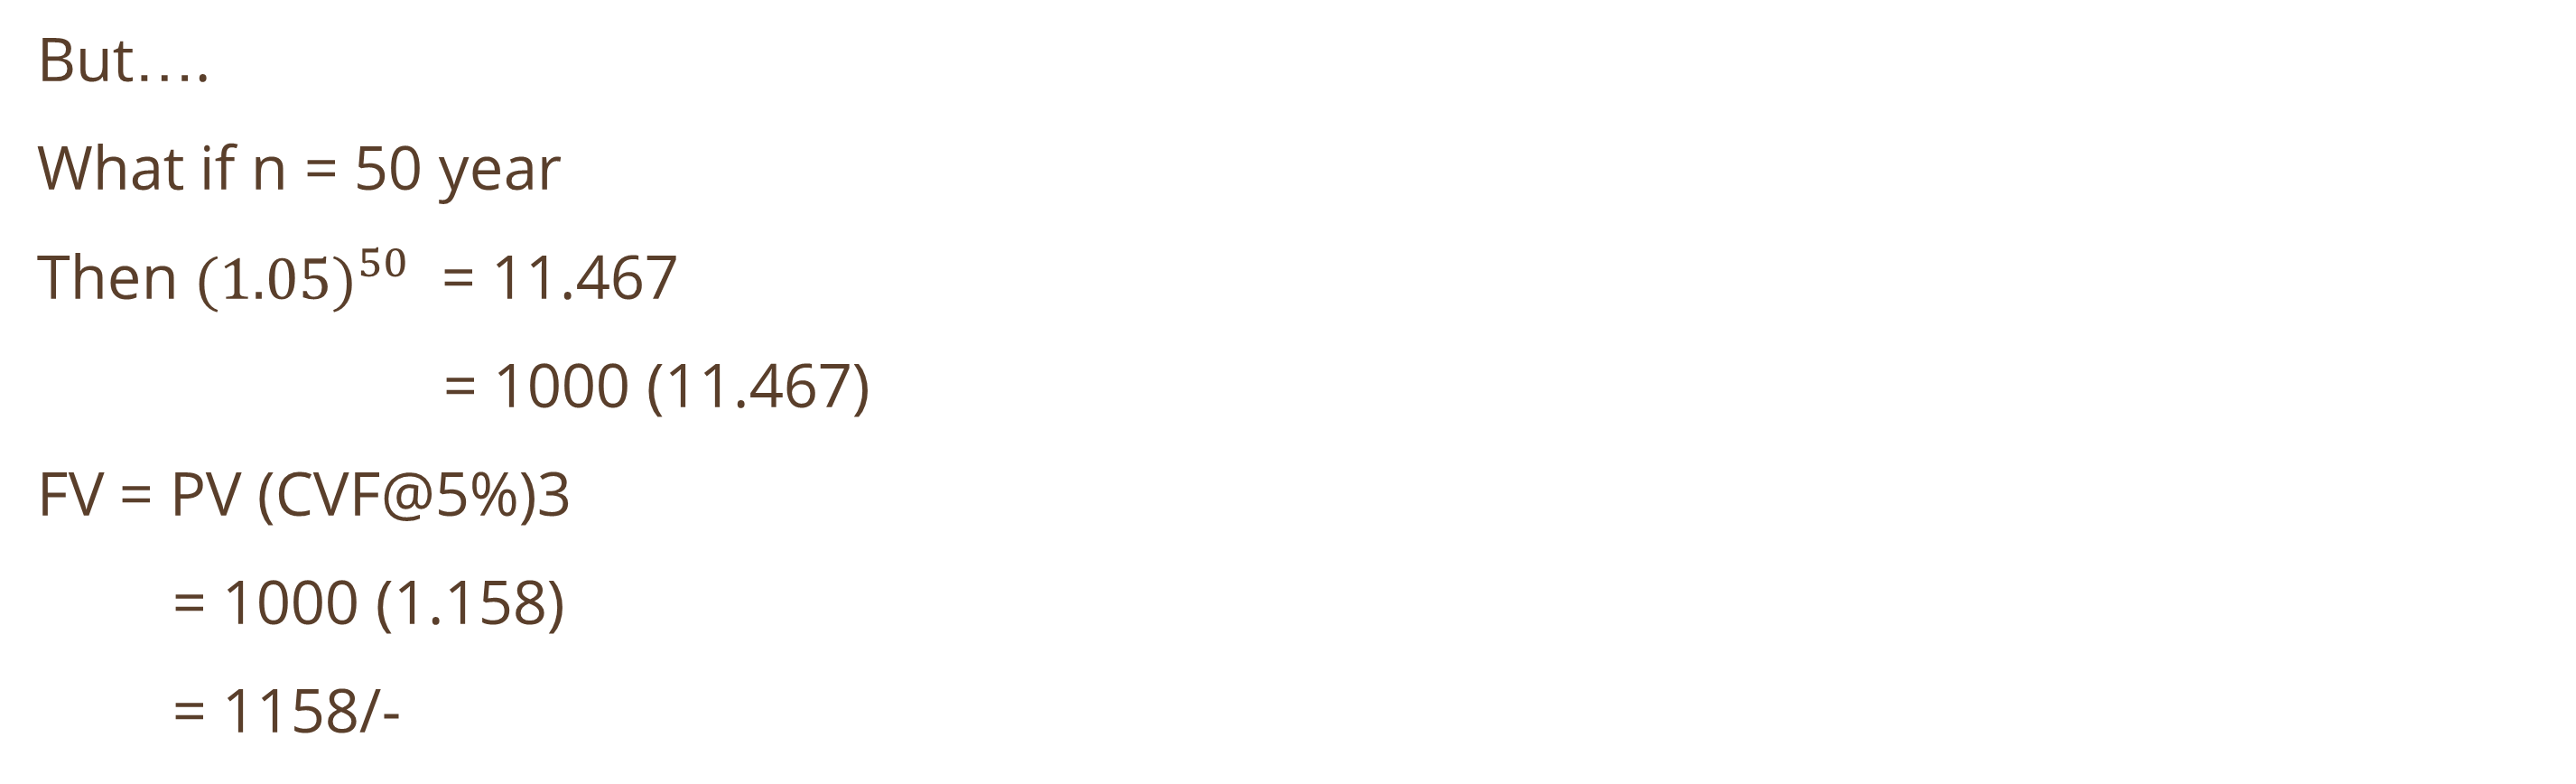 But….
What if n = 50 year
Then (1.05)^50 = 11.467
= 1000 (11.467)
FV = PV (CVF@5%)3
= 1000 (1.158)
= 1158/-